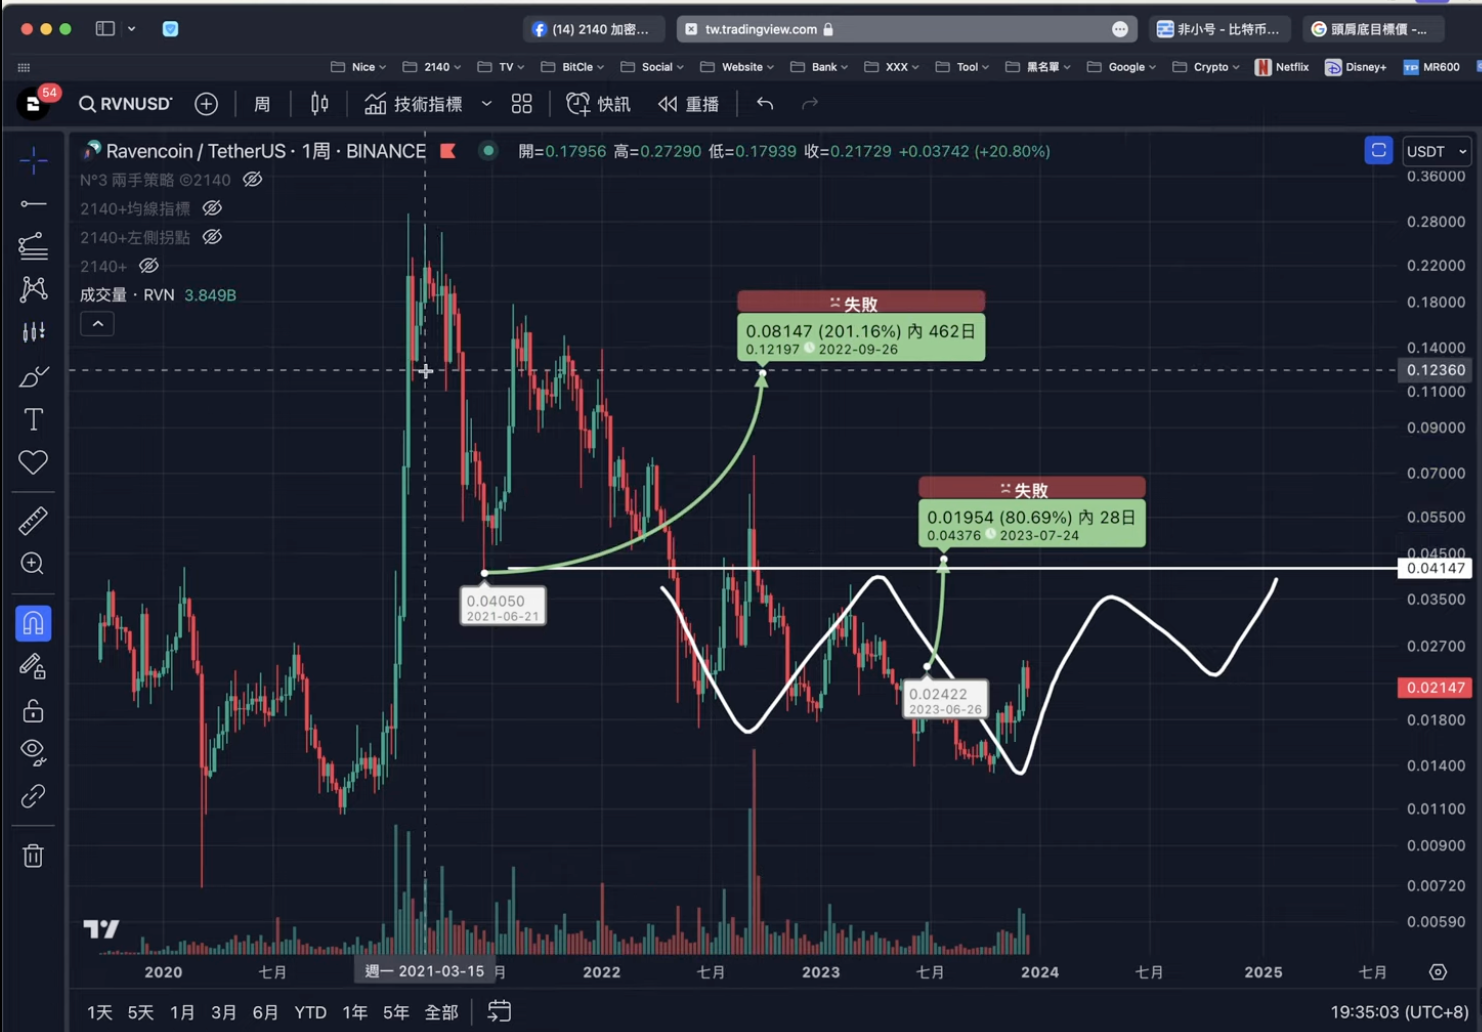 (14) 2140 加密...
tw.tradingview.com
非小号 - 比特币...
頭肩底目標價 -...
Nice
2140
TV
BitCle
Social
Website
Bank
XXX
Tool
黑名單
Google
Crypto
Netflix
Disney+
MR600
54
RVNUSDT
周
技術指標
快訊
重播
Ravencoin / TetherUS · 1周 · BINANCE
開=0.17956 高=0.27290 低=0.17939 收=0.21729 +0.03742 (+20.80%)
USDT
N°3 兩手策略 ©2140
2140+均線指標
2140+左側拐點
2140+
成交量 · RVN 3.849B
失敗
0.08147 (201.16%) 內 462日
0.12197 2022-09-26
失敗
0.01954 (80.69%) 內 28日
0.04376 2023-07-24
0.04050
2021-06-21
0.02422
2023-06-26
0.36000
0.28000
0.22000
0.18000
0.14000
0.12360
0.11000
0.09000
0.07000
0.05500
0.04500
0.04147
0.03500
0.02700
0.02147
0.01800
0.01400
0.01100
0.00900
0.00720
0.00590
2020
七月
週一 2021-03-15
月
2022
七月
2023
七月
2024
七月
2025
七月
1天 5天 1月 3月 6月 YTD 1年 5年 全部
19:35:03 (UTC+8)